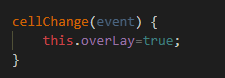 cellChange(event) {
    this.overLay=true;
}